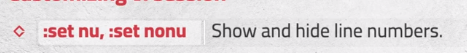 ◇ :set nu, :set nonu Show and hide line numbers.